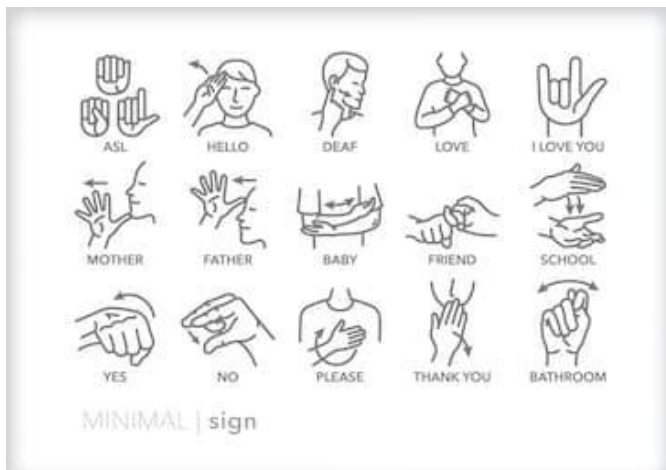 ASL HELLO DEAF LOVE I LOVE YOU
MOTHER FATHER BABY FRIEND SCHOOL
YES NO PLEASE THANK YOU BATHROOM
MINIMAL | sign